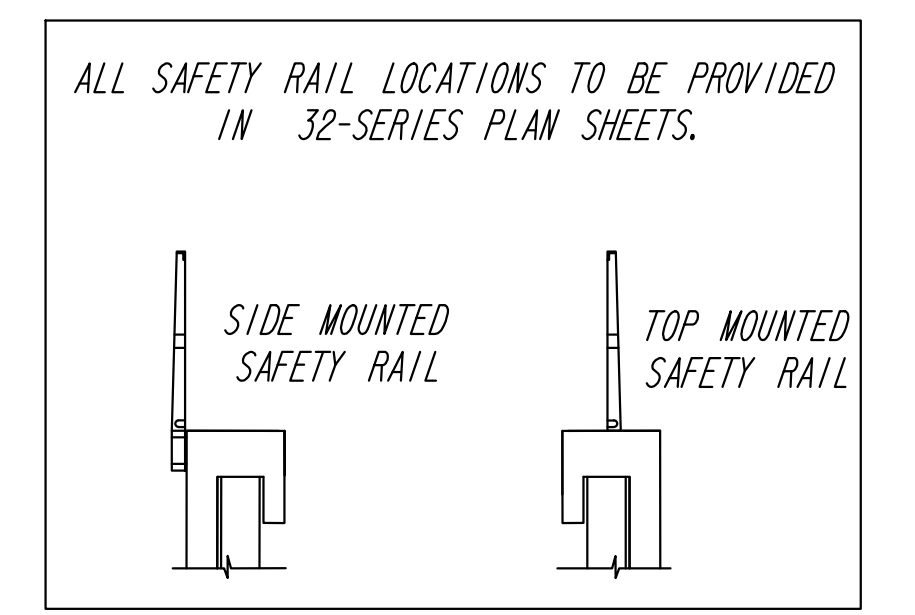 ALL SAFETY RAIL LOCATIONS TO BE PROVIDED
IN 32-SERIES PLAN SHEETS.
SIDE MOUNTED
SAFETY RAIL
TOP MOUNTED
SAFETY RAIL